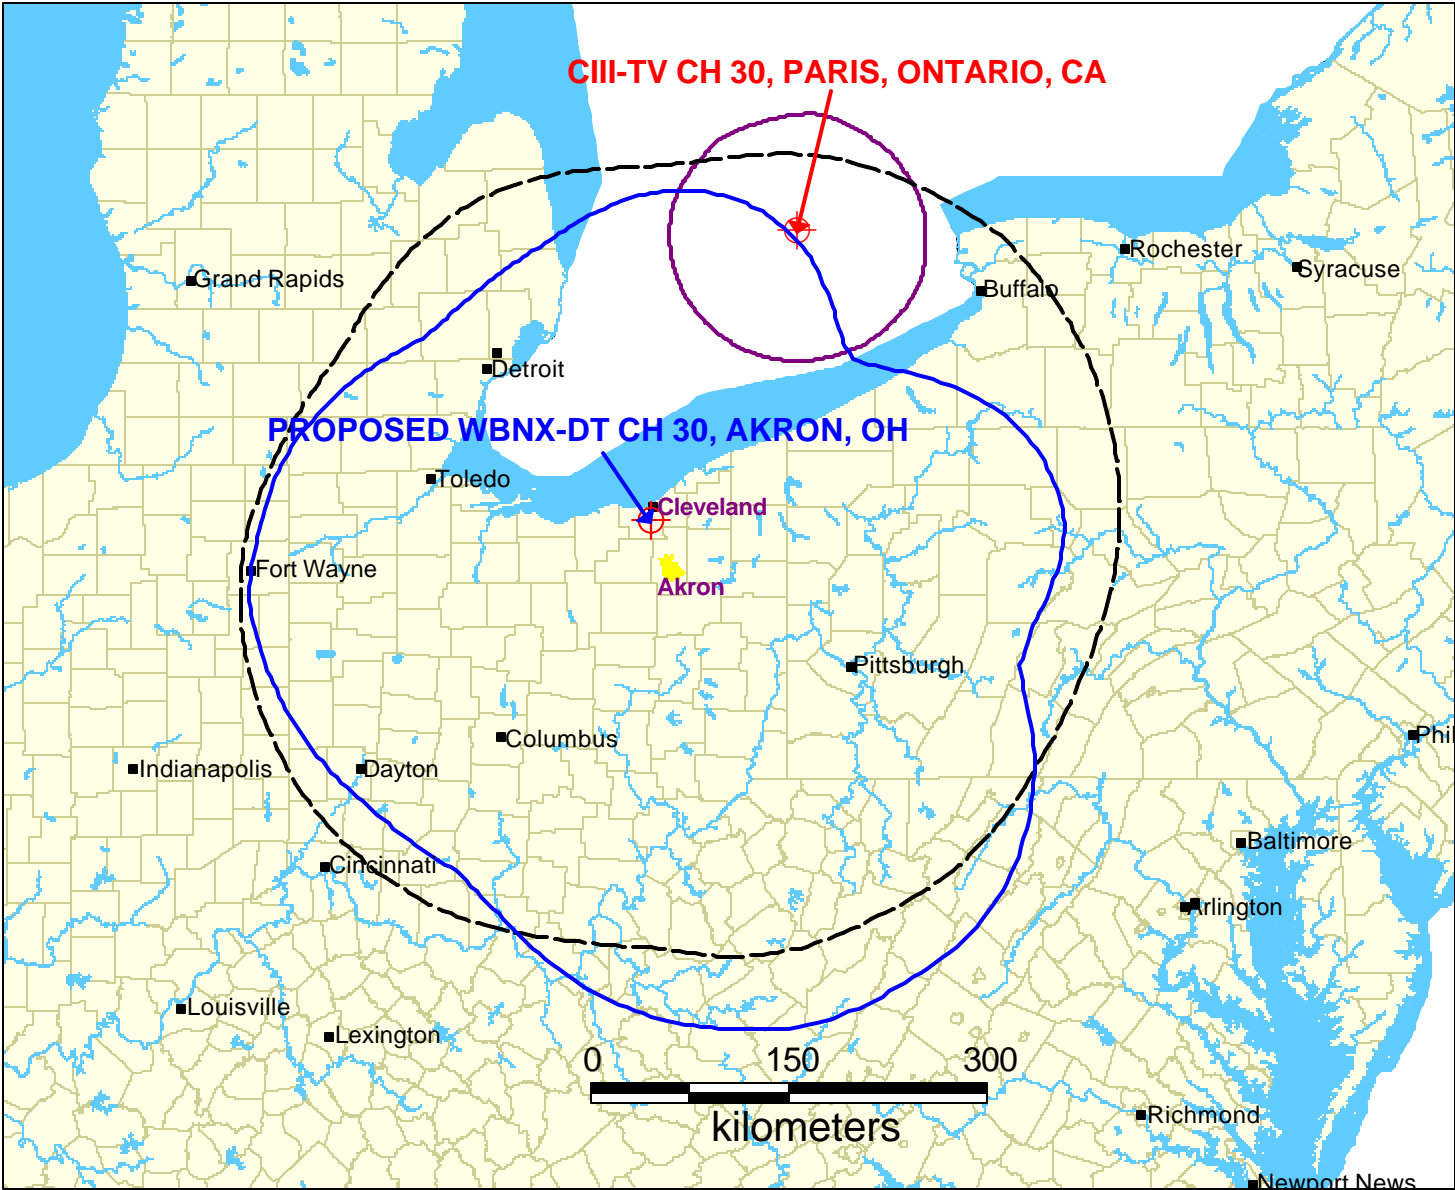 CIII-TV CH 30, PARIS, ONTARIO, CA
Rochester
Syracuse
Grand Rapids
Buffalo
Detroit
PROPOSED WBNX-DT CH 30, AKRON, OH
Toledo
Cleveland
Fort Wayne
Akron
Pittsburgh
Columbus
Phil
Indianapolis
Dayton
Baltimore
Cincinnati
Arlington
Louisville
Lexington
0 150 300
kilometers
Richmond
Newport News